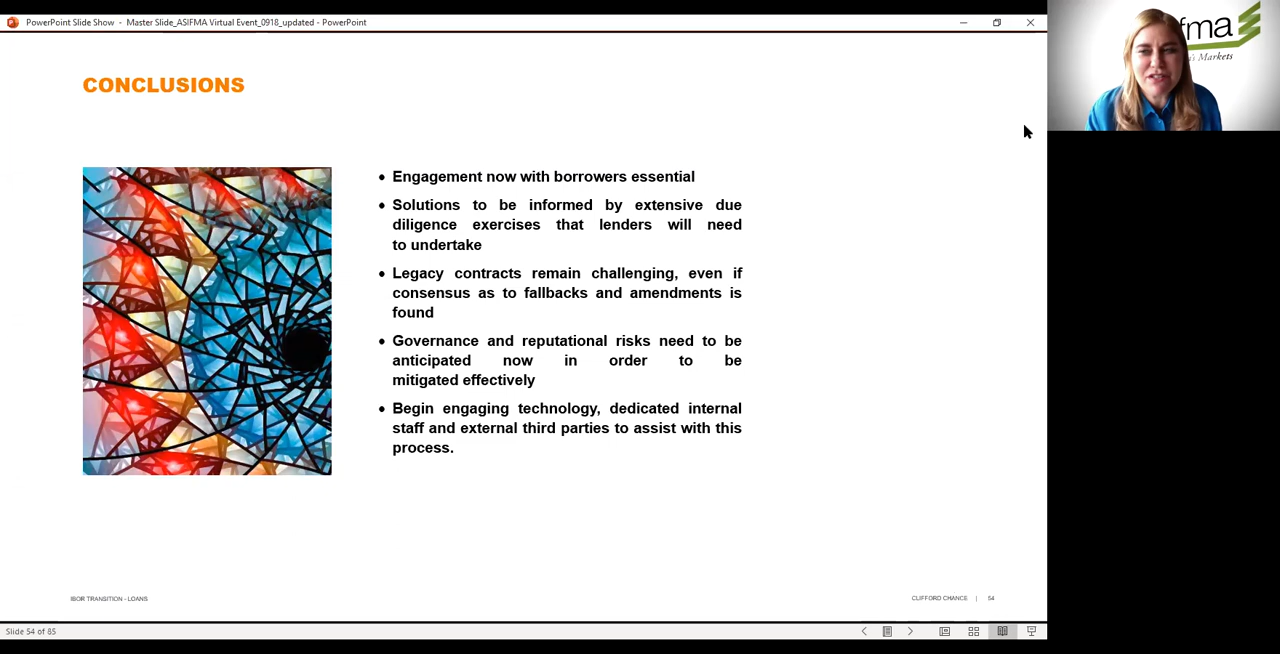 PowerPoint Slide Show - Master Slide_ASIFMA Virtual Event_0918_updated - PowerPoint
fma
Markets
CONCLUSIONS
• Engagement now with borrowers essential
• Solutions to be informed by extensive due
diligence exercises that lenders will need
to undertake
• Legacy contracts remain challenging, even if
consensus as to fallbacks and amendments is
found
• Governance and reputational risks need to be
anticipated now in order to be
mitigated effectively
• Begin engaging technology, dedicated internal
staff and external third parties to assist with this
process.
IBOR TRANSITION - LOANS
CLIFFORD CHANCE | 54
Slide 54 of 85